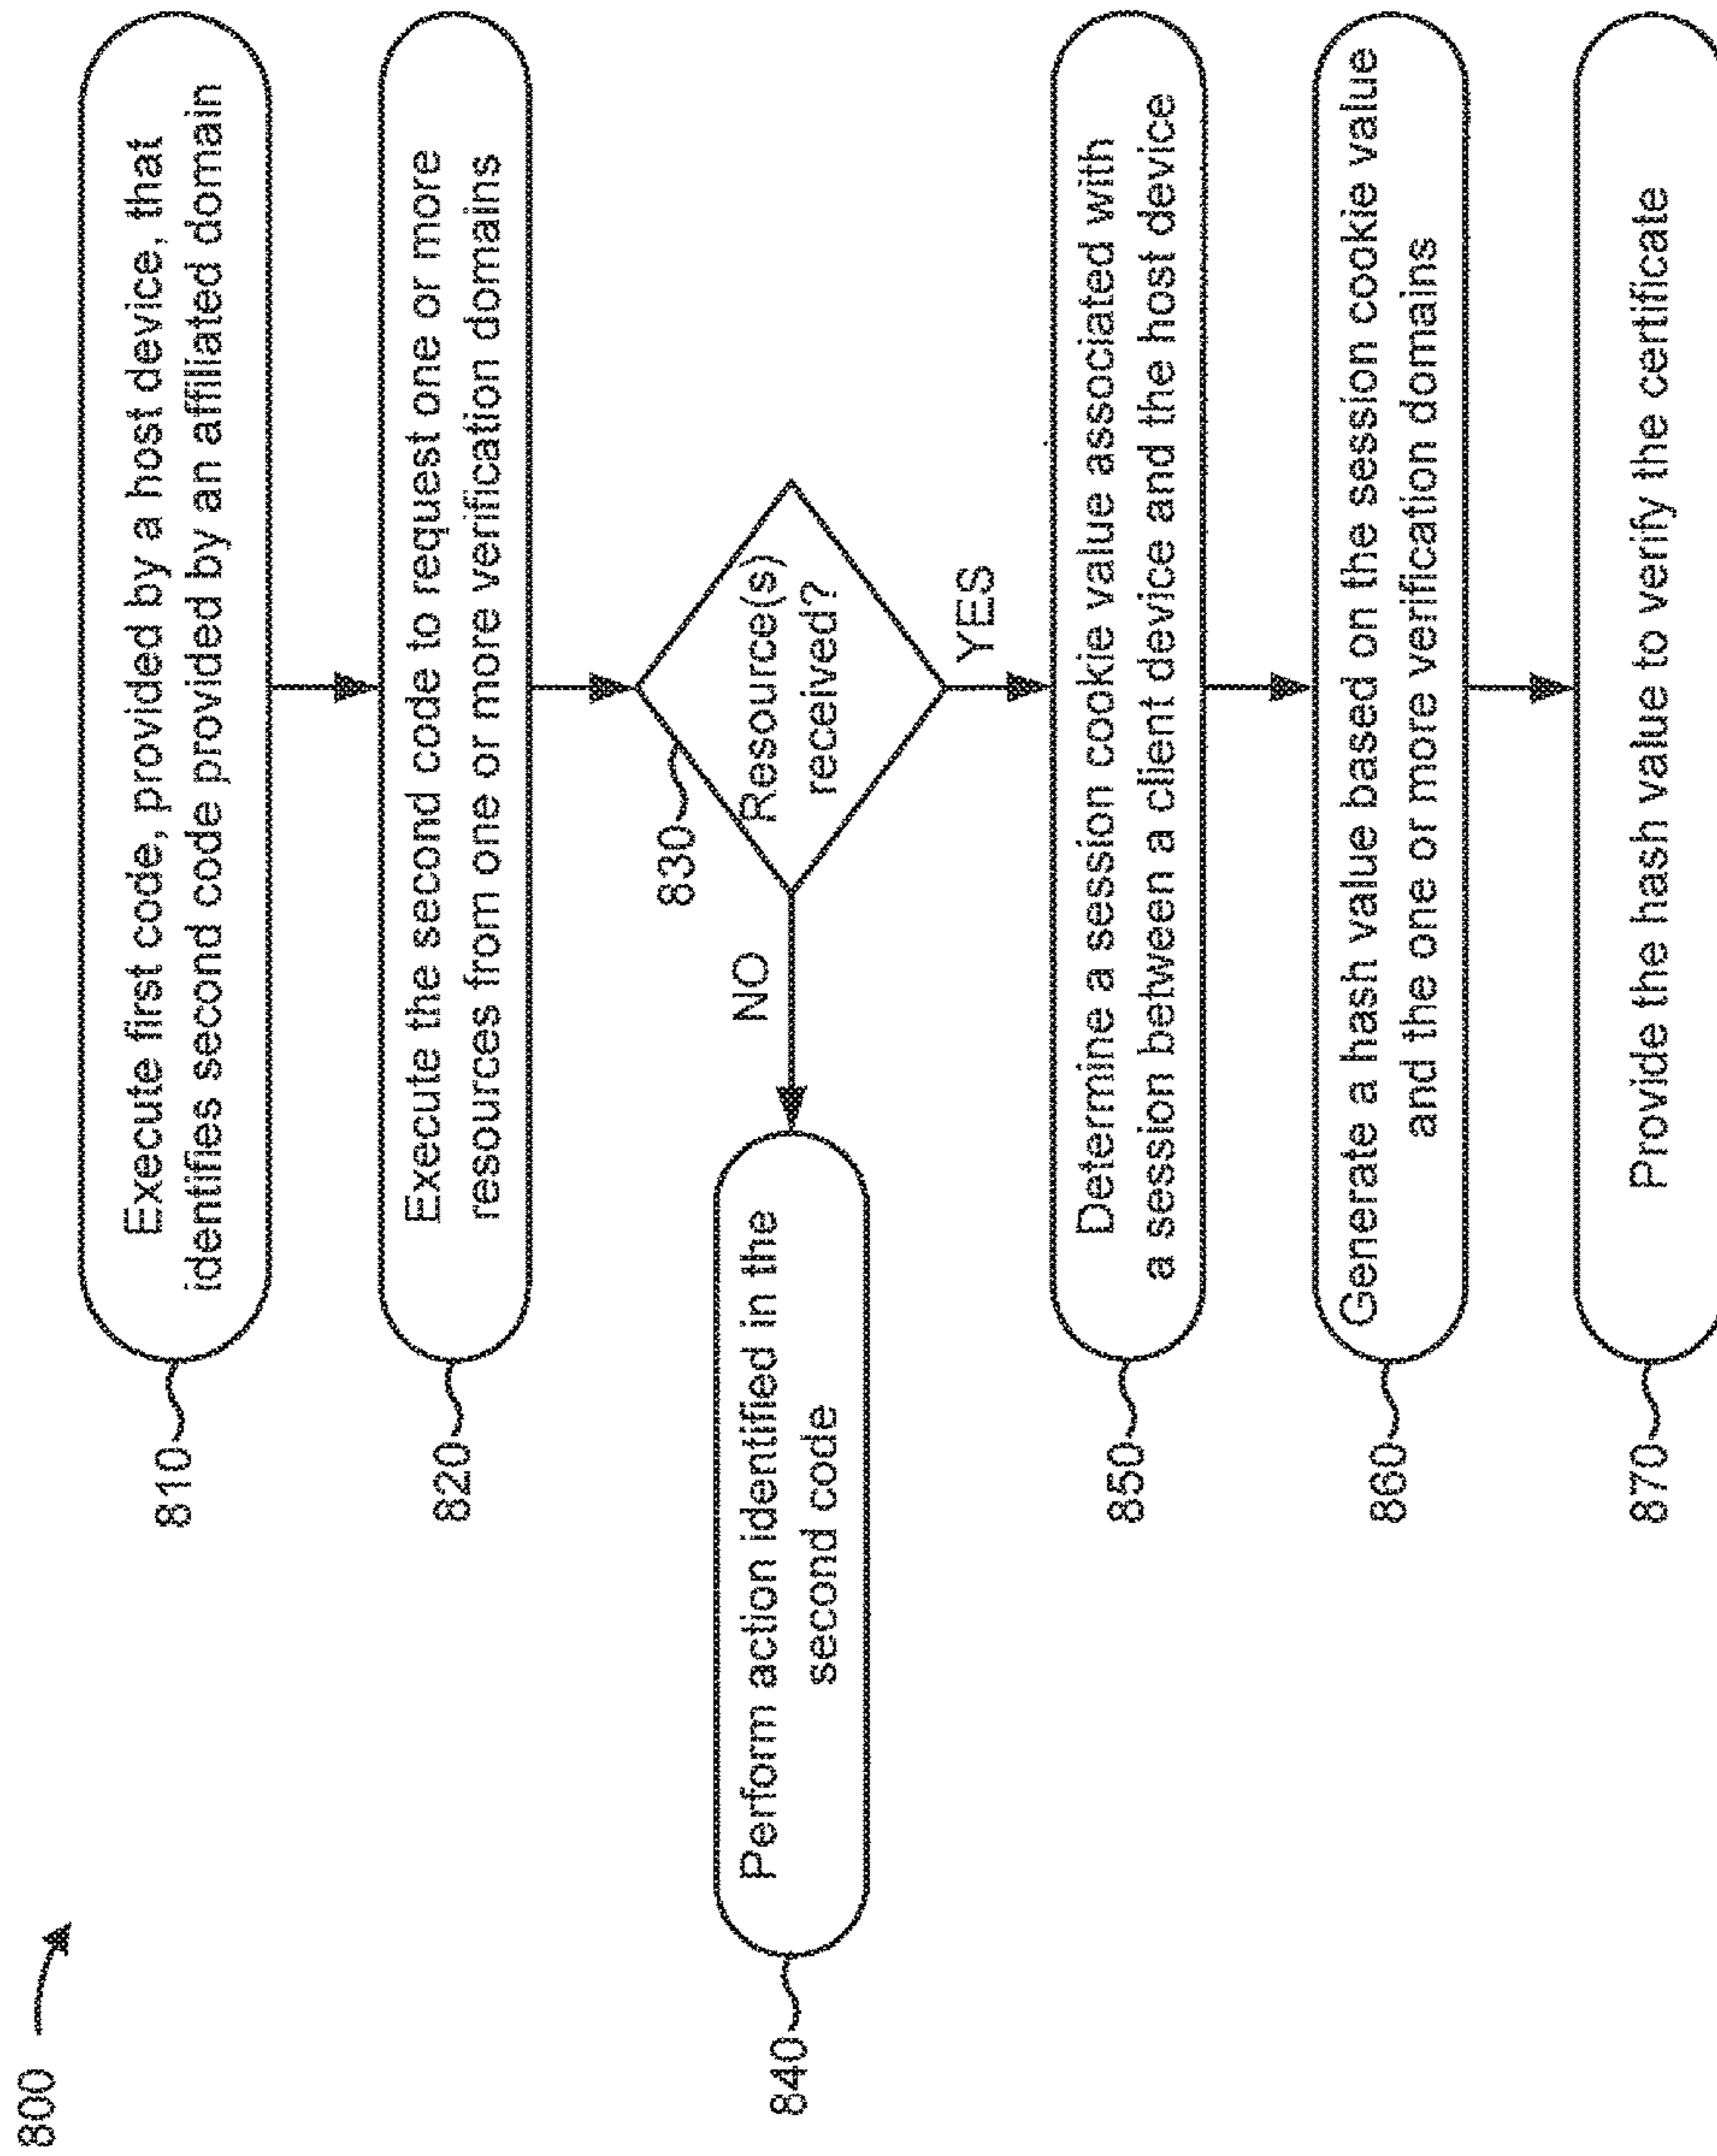 800
810
Execute first code, provided by a host device, that
identifies second code provided by an affiliated domain
820
Execute the second code to request one or more
resources from one or more verification domains
830
Resource(s)
received?
NO
YES
840
Perform action identified in the
second code
850
Determine a session cookie value associated with
a session between a client device and the host device
860
Generate a hash value based on the session cookie value
and the one or more verification domains
870
Provide the hash value to verify the certificate